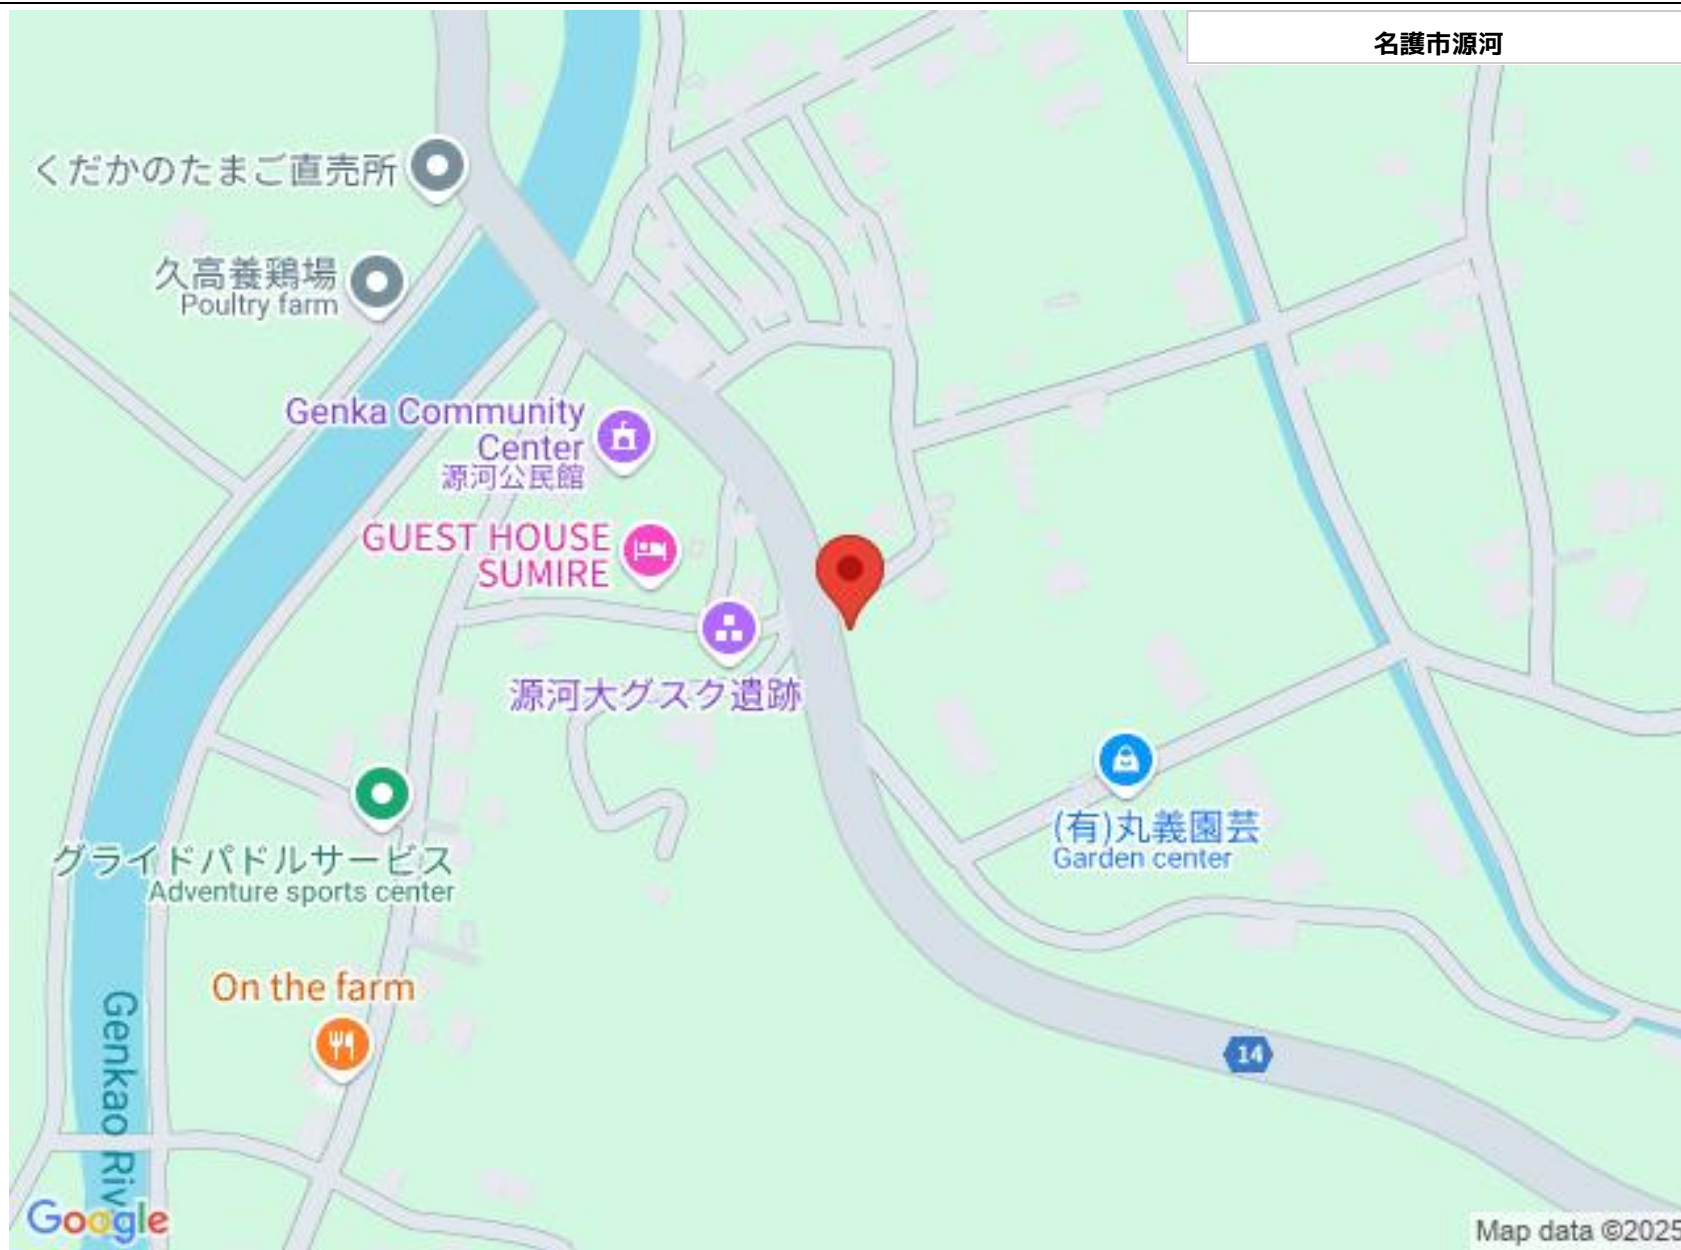 名護市源河
くだかのたまご直売所
久高養鶏場
Poultry farm
Genka Community
Center
源河公民館
GUEST HOUSE
SUMIRE
源河大グスク遺跡
(有)丸義園芸
Garden center
グライドパドルサービス
Adventure sports center
On the farm
14
Genkao Riv
Google
Map data ©2025